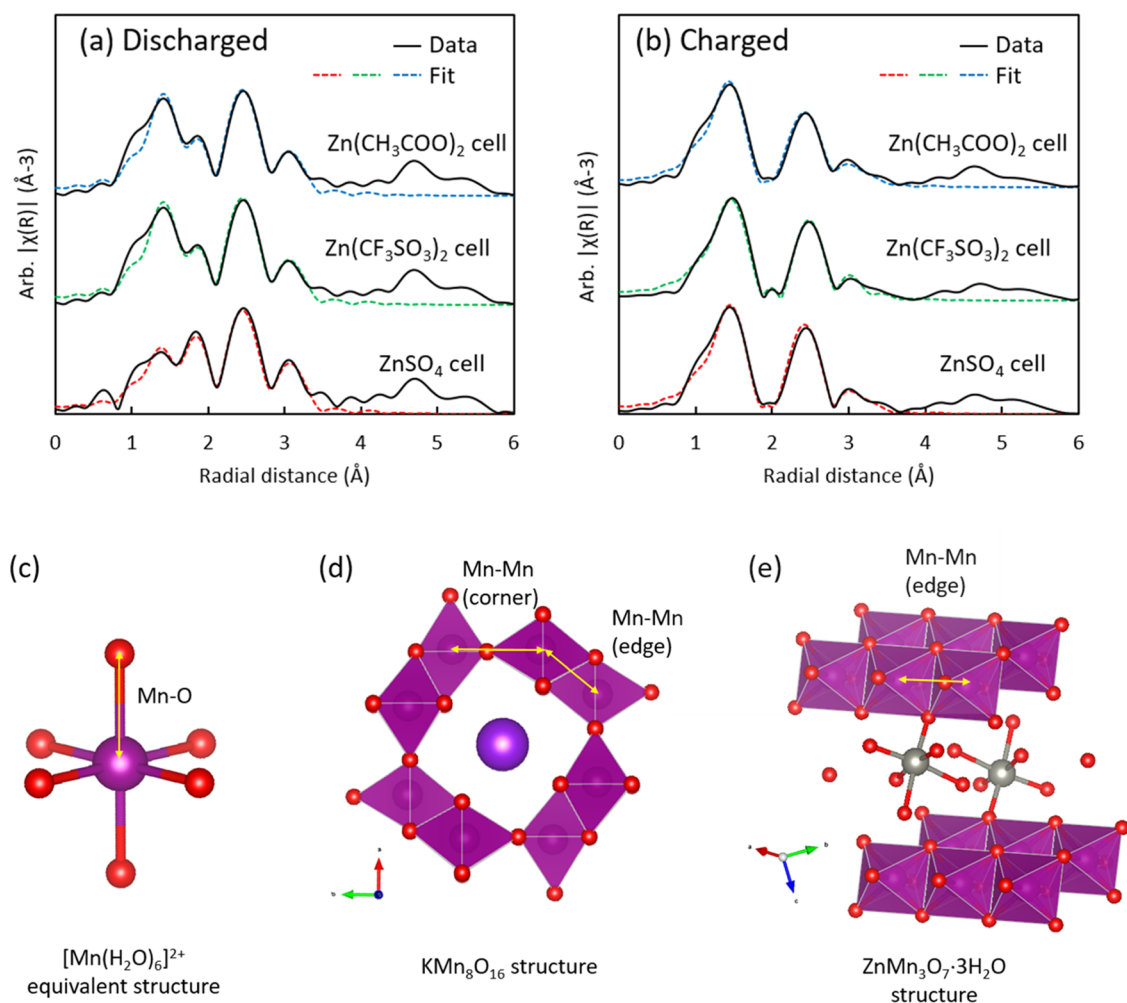 (a) Discharged
Data
Fit
Zn(CH₃COO)₂ cell
Zn(CF₃SO₃)₂ cell
ZnSO₄ cell
Arb. |χ(R)| (Å-3)
0 1 2 3 4 5 6
Radial distance (Å)
(b) Charged
Data
Fit
Zn(CH₃COO)₂ cell
Zn(CF₃SO₃)₂ cell
ZnSO₄ cell
Arb. |χ(R)| (Å-3)
0 1 2 3 4 5 6
Radial distance (Å)
(c)
Mn-O
[Mn(H₂O)₆]²⁺
equivalent structure
(d)
Mn-Mn
(corner)
Mn-Mn
(edge)
a
b
KMn₈O₁₆ structure
(e)
Mn-Mn
(edge)
a
b
c
ZnMn₃O₇·3H₂O
structure